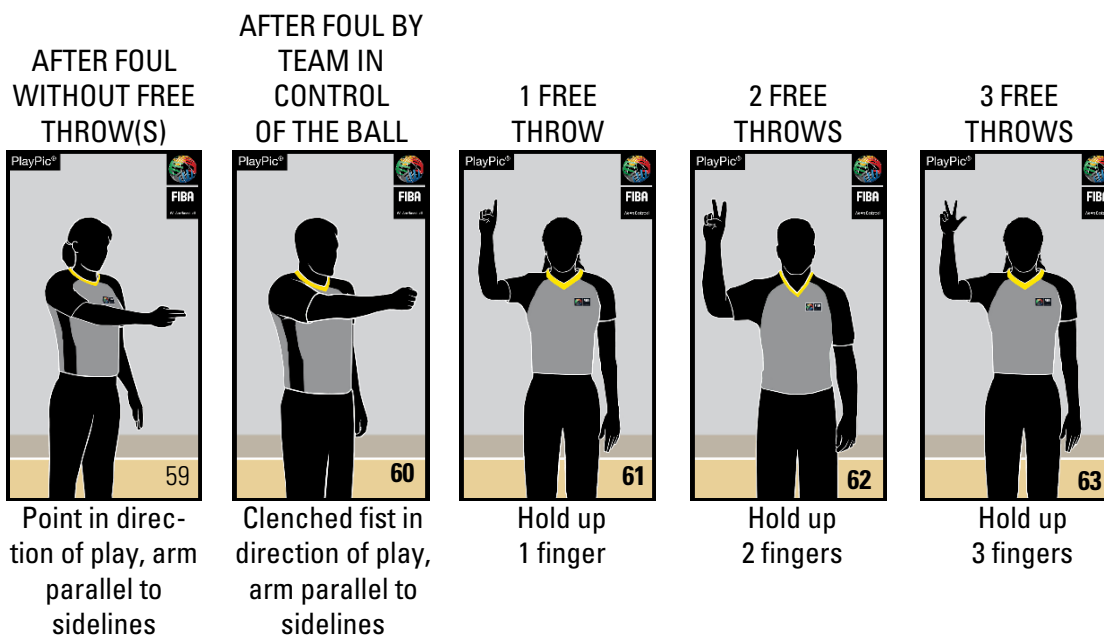 AFTER FOUL
WITHOUT FREE
THROW(S)
AFTER FOUL BY
TEAM IN
CONTROL
OF THE BALL
1 FREE
THROW
2 FREE
THROWS
3 FREE
THROWS
PlayPic®
FIBA
59
PlayPic®
FIBA
60
PlayPic®
FIBA
61
PlayPic®
FIBA
62
PlayPic®
FIBA
63
Point in direc-
tion of play, arm
parallel to
sidelines
Clenched fist in
direction of play,
arm parallel to
sidelines
Hold up
1 finger
Hold up
2 fingers
Hold up
3 fingers